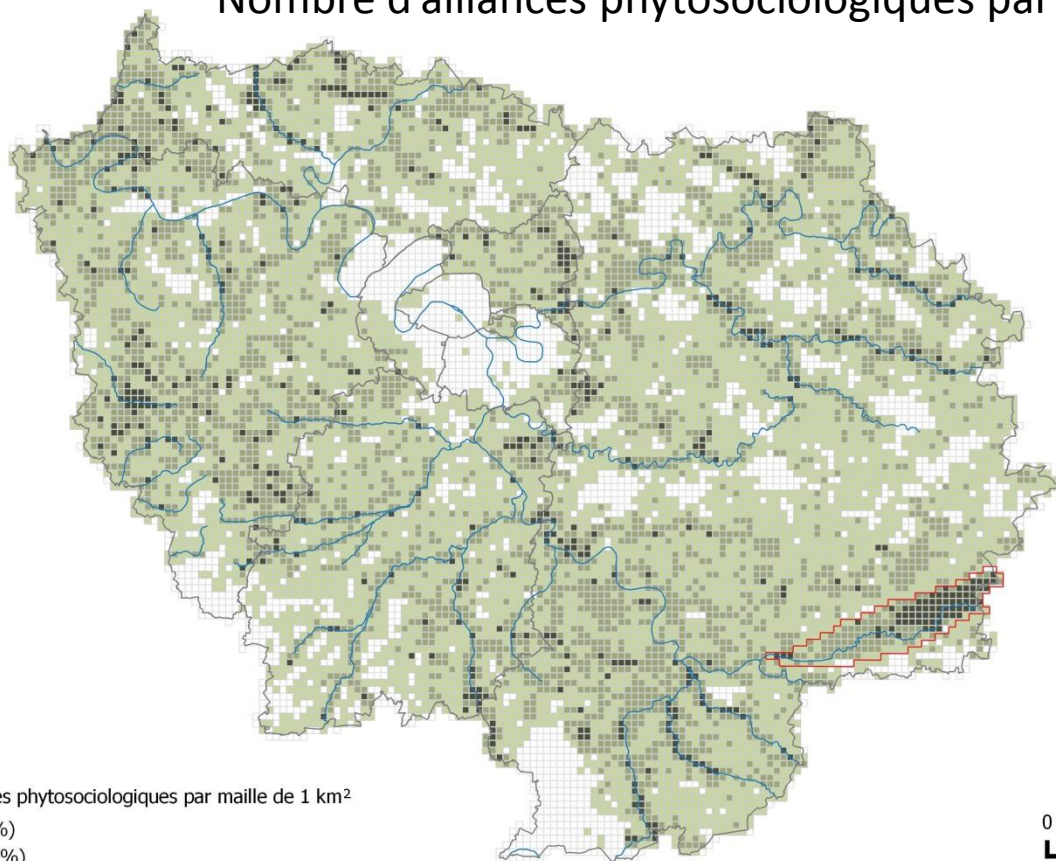 Nombre d'alliances phytosociologiques par
es phytosociologiques par maille de 1 km²
%)
%)
0